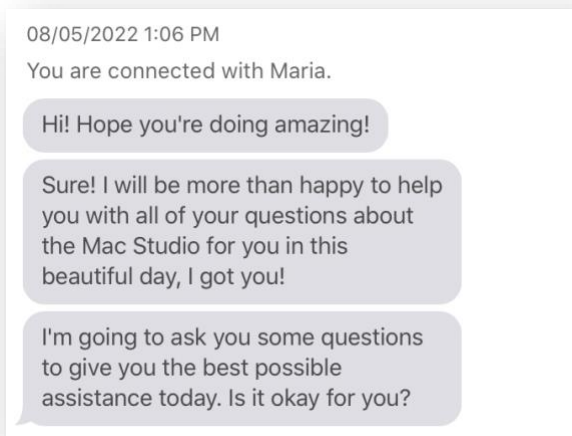 08/05/2022 1:06 PM
You are connected with Maria.
Hi! Hope you're doing amazing!
Sure! I will be more than happy to help
you with all of your questions about
the Mac Studio for you in this
beautiful day, I got you!
I'm going to ask you some questions
to give you the best possible
assistance today. Is it okay for you?